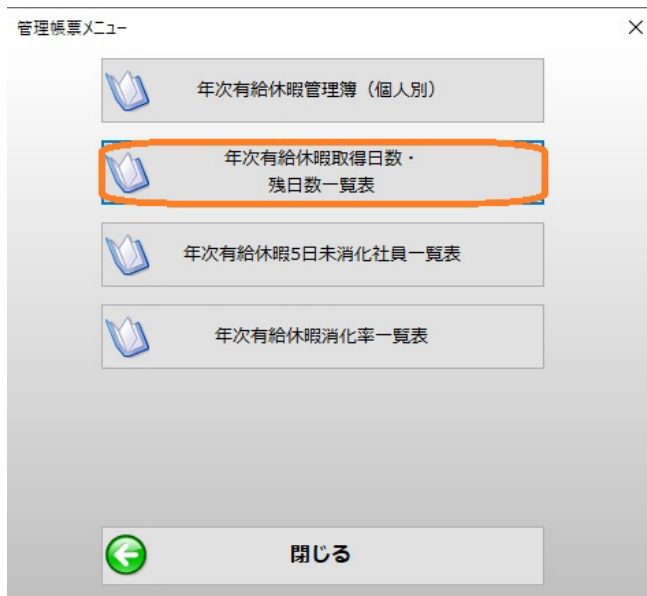 管理帳票メニュー
年次有給休暇管理簿（個人別）
年次有給休暇取得日数・
残日数一覧表
年次有給休暇5日未消化社員一覧表
年次有給休暇消化率一覧表
閉じる